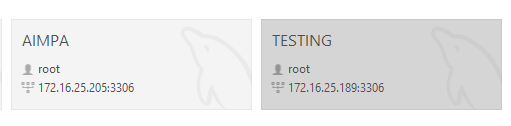 AIMPA
root
172.16.25.205:3306
TESTING
root
172.16.25.189:3306